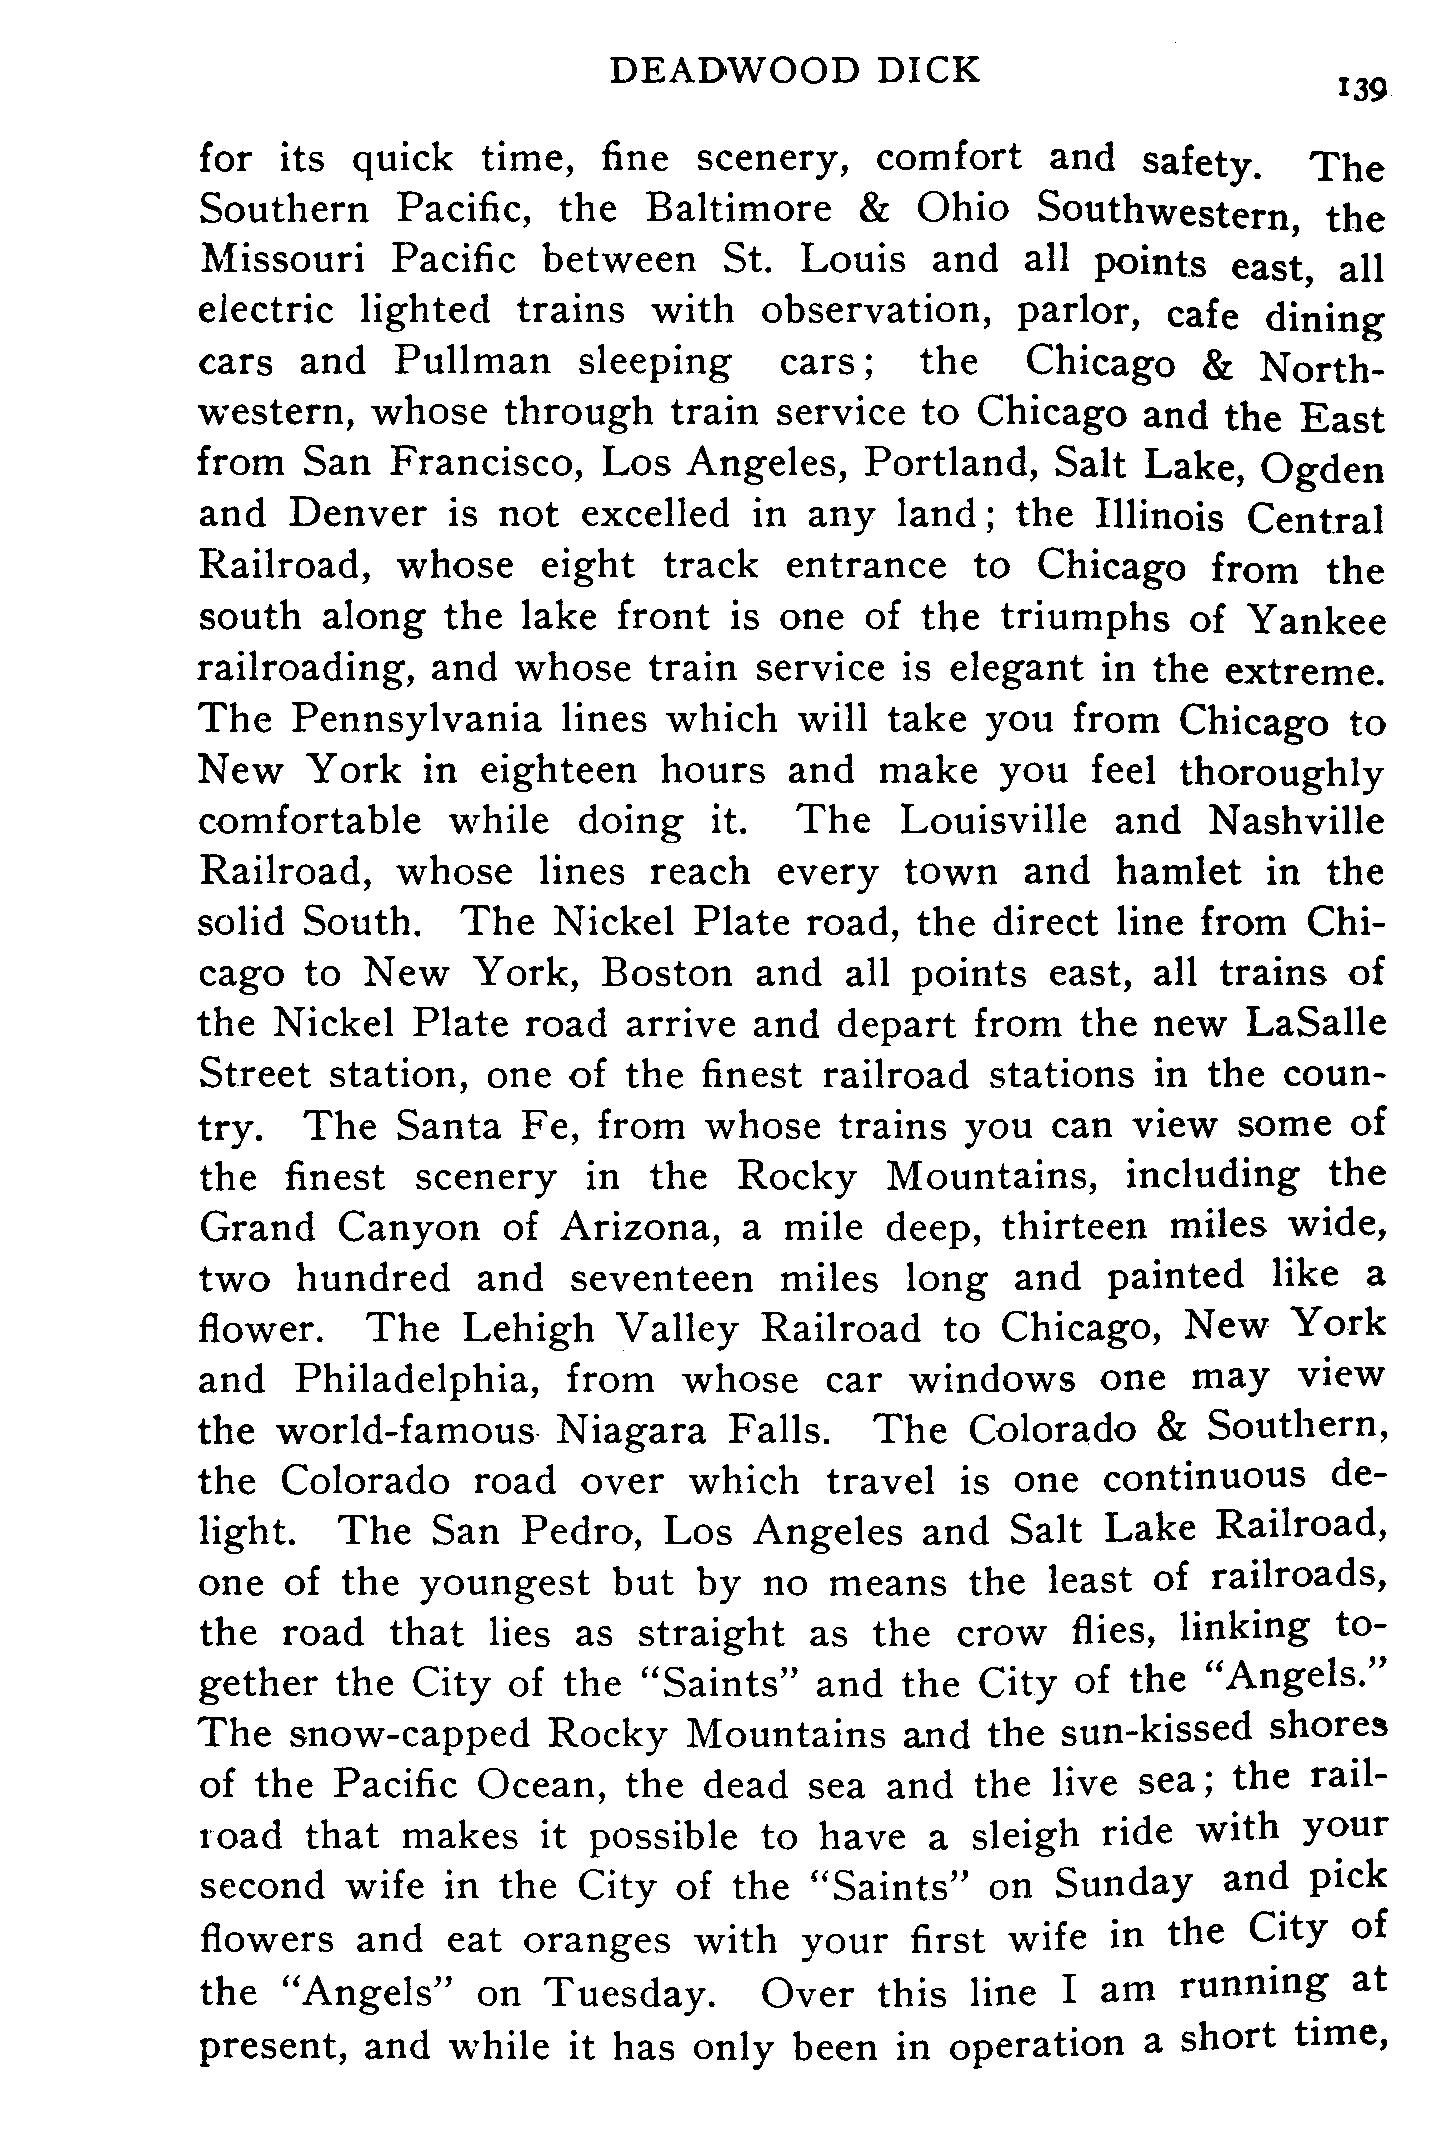 DEADWOOD DICK
139
for its quick time, fine scenery, comfort and safety. The
Southern Pacific, the Baltimore & Ohio Southwestern, the
Missouri Pacific between St. Louis and all points east, all
electric lighted trains with observation, parlor, cafe dining
cars and Pullman sleeping cars; the Chicago & North-
western, whose through train service to Chicago and the East
from San Francisco, Los Angeles, Portland, Salt Lake, Ogden
and Denver is not excelled in any land; the Illinois Central
Railroad, whose eight track entrance to Chicago from the
south along the lake front is one of the triumphs of Yankee
railroading, and whose train service is elegant in the extreme.
The Pennsylvania lines which will take you from Chicago to
New York in eighteen hours and make you feel thoroughly
comfortable while doing it. The Louisville and Nashville
Railroad, whose lines reach every town and hamlet in the
solid South. The Nickel Plate road, the direct line from Chi-
cago to New York, Boston and all points east, all trains of
the Nickel Plate road arrive and depart from the new LaSalle
Street station, one of the finest railroad stations in the coun-
try. The Santa Fe, from whose trains you can view some of
the finest scenery in the Rocky Mountains, including the
Grand Canyon of Arizona, a mile deep, thirteen miles wide,
two hundred and seventeen miles long and painted like a
flower. The Lehigh Valley Railroad to Chicago, New York
and Philadelphia, from whose car windows one may view
the world-famous Niagara Falls. The Colorado & Southern,
the Colorado road over which travel is one continuous de-
light. The San Pedro, Los Angeles and Salt Lake Railroad,
one of the youngest but by no means the least of railroads,
the road that lies as straight as the crow flies, linking to-
gether the City of the "Saints" and the City of the "Angels."
The snow-capped Rocky Mountains and the sun-kissed shores
of the Pacific Ocean, the dead sea and the live sea; the rail-
road that makes it possible to have a sleigh ride with your
second wife in the City of the "Saints" on Sunday and pick
flowers and eat oranges with your first wife in the City of
the "Angels" on Tuesday. Over this line I am running at
present, and while it has only been in operation a short time,